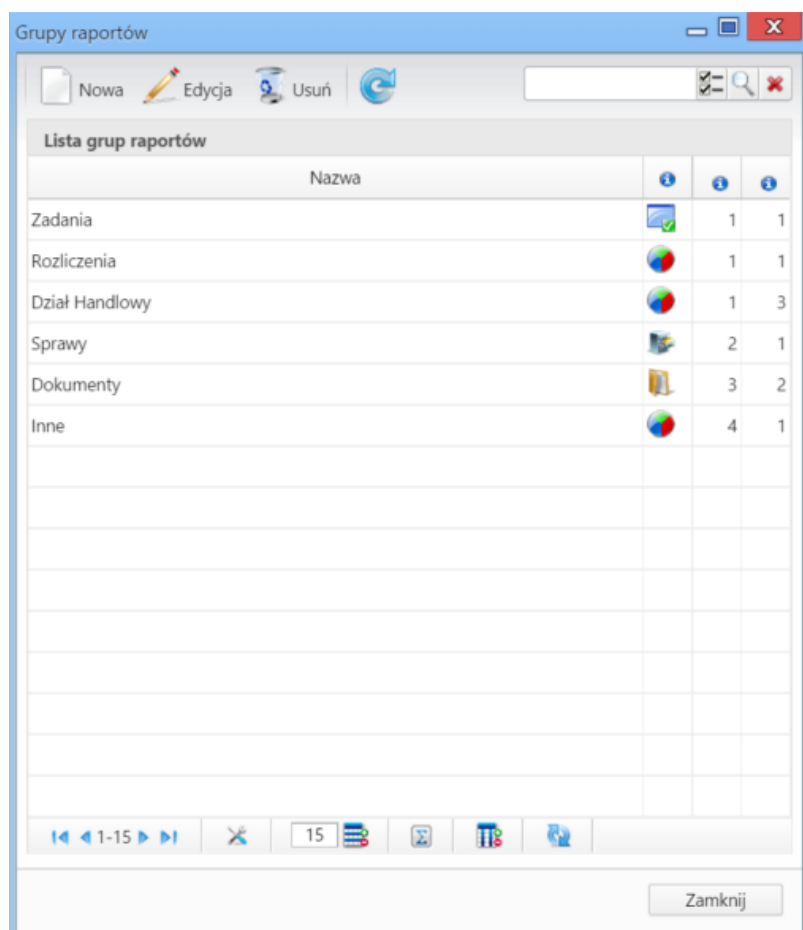 Grupy raportów
Nowa Edycja Usuń
Lista grup raportów
Nazwa
Zadania 1 1
Rozliczenia 1 1
Dział Handlowy 1 3
Sprawy 2 1
Dokumenty 3 2
Inne 4 1
1-15 15
Zamknij